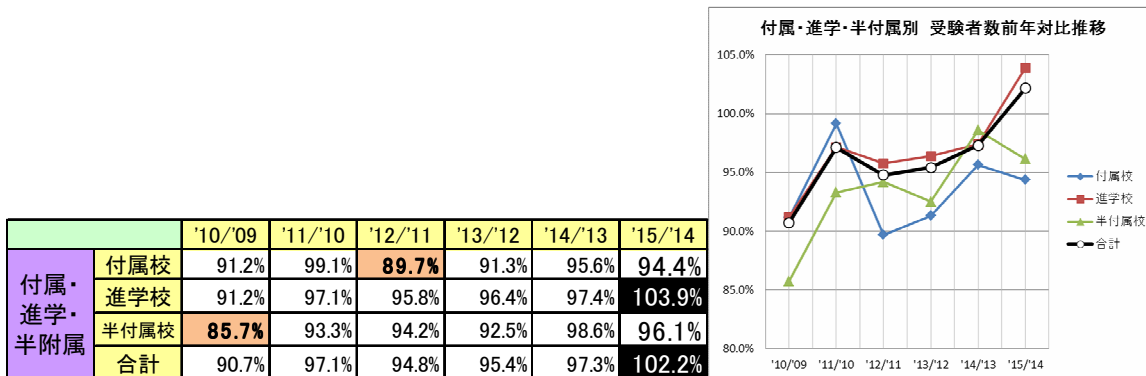 付属・進学・半付属別 受験者数前年対比推移
105.0%
100.0%
95.0%
90.0%
85.0%
80.0%
'10/'09 '11/'10 '12/'11 '13/'12 '14/'13 '15/'14
付属校
進学校
半付属校
合計
'10/'09 '11/'10 '12/'11 '13/'12 '14/'13 '15/'14
付属・
進学・
半附属
付属校 91.2% 99.1% 89.7% 91.3% 95.6% 94.4%
進学校 91.2% 97.1% 95.8% 96.4% 97.4% 103.9%
半付属校 85.7% 93.3% 94.2% 92.5% 98.6% 96.1%
合計 90.7% 97.1% 94.8% 95.4% 97.3% 102.2%